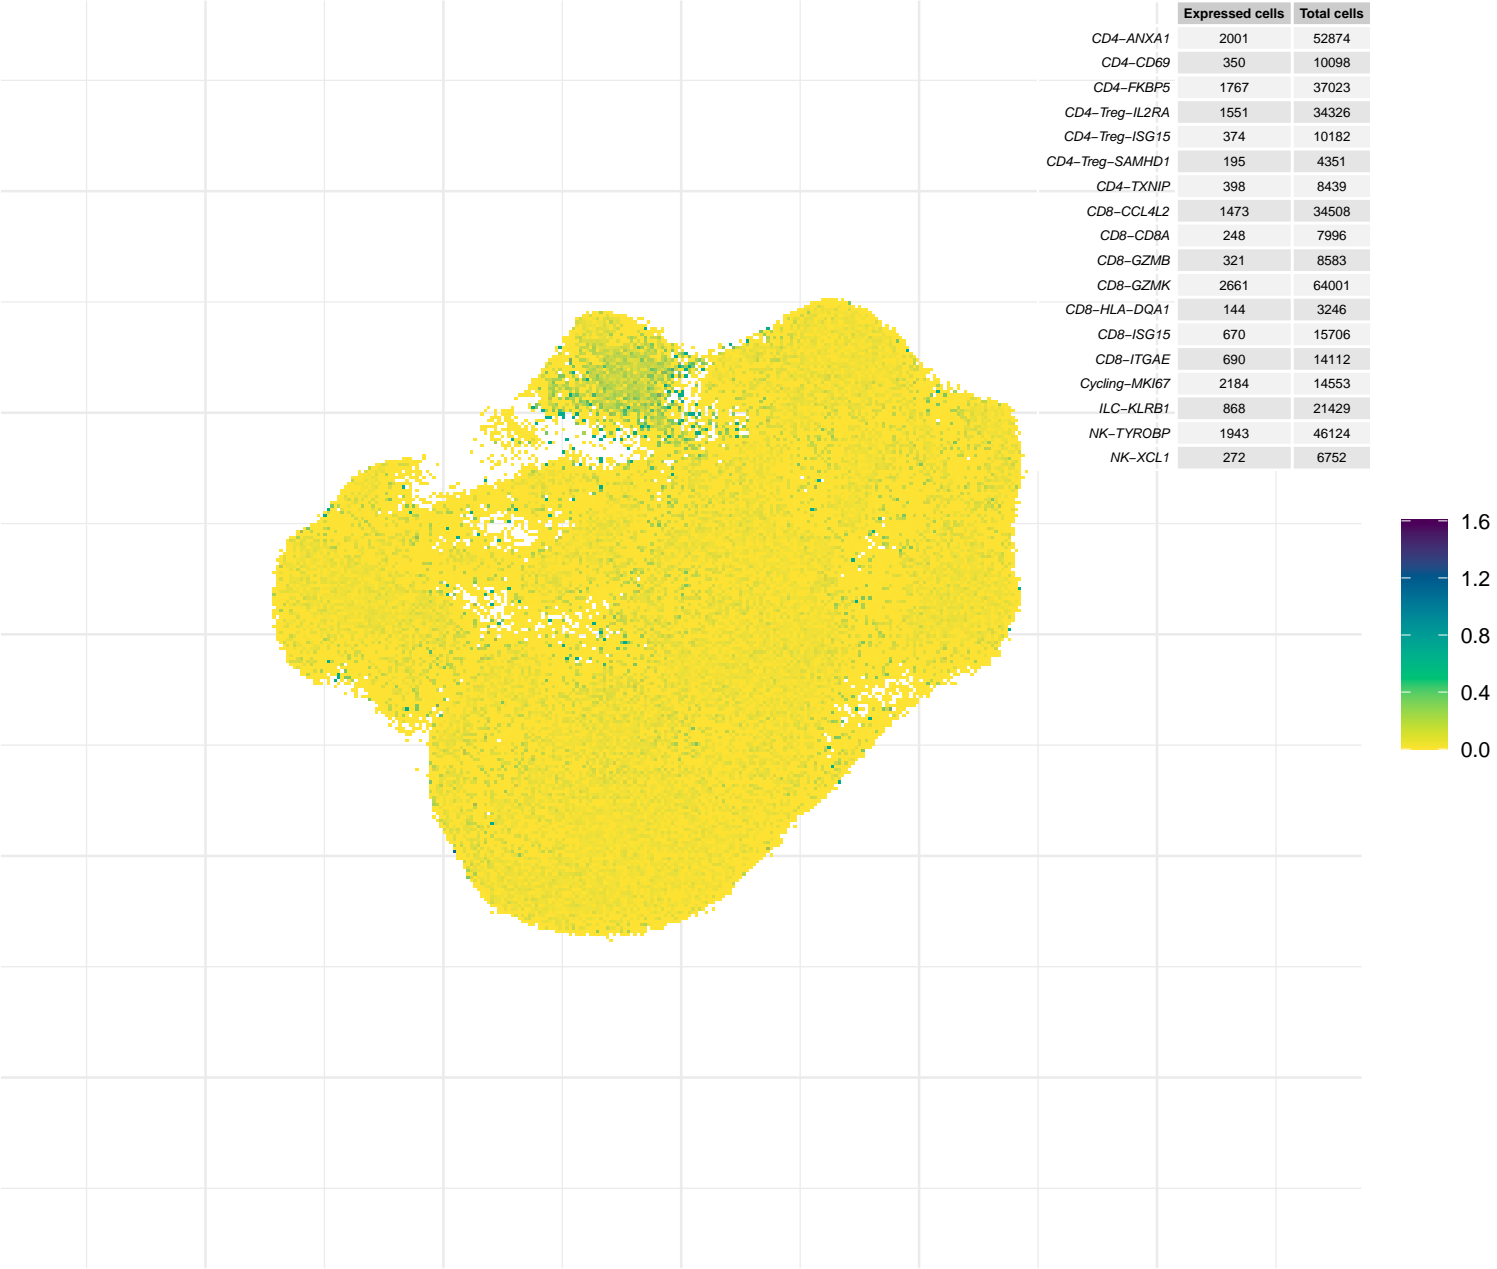 Expressed cells Total cells
CD4−ANXA1 2001 52874
CD4−CD69 350 10098
CD4−FKBP5 1767 37023
CD4−Treg−IL2RA 1551 34326
CD4−Treg−ISG15 374 10182
CD4−Treg−SAMHD1 195 4351
CD4−TXNIP 398 8439
CD8−CCL4L2 1473 34508
CD8−CD8A 248 7996
CD8−GZMB 321 8583
CD8−GZMK 2661 64001
CD8−HLA−DQA1 144 3246
CD8−ISG15 670 15706
CD8−ITGAE 690 14112
Cycling−MKI67 2184 14553
ILC−KLRB1 868 21429
NK−TYROBP 1943 46124
NK−XCL1 272 6752
1.6
1.2
0.8
0.4
0.0